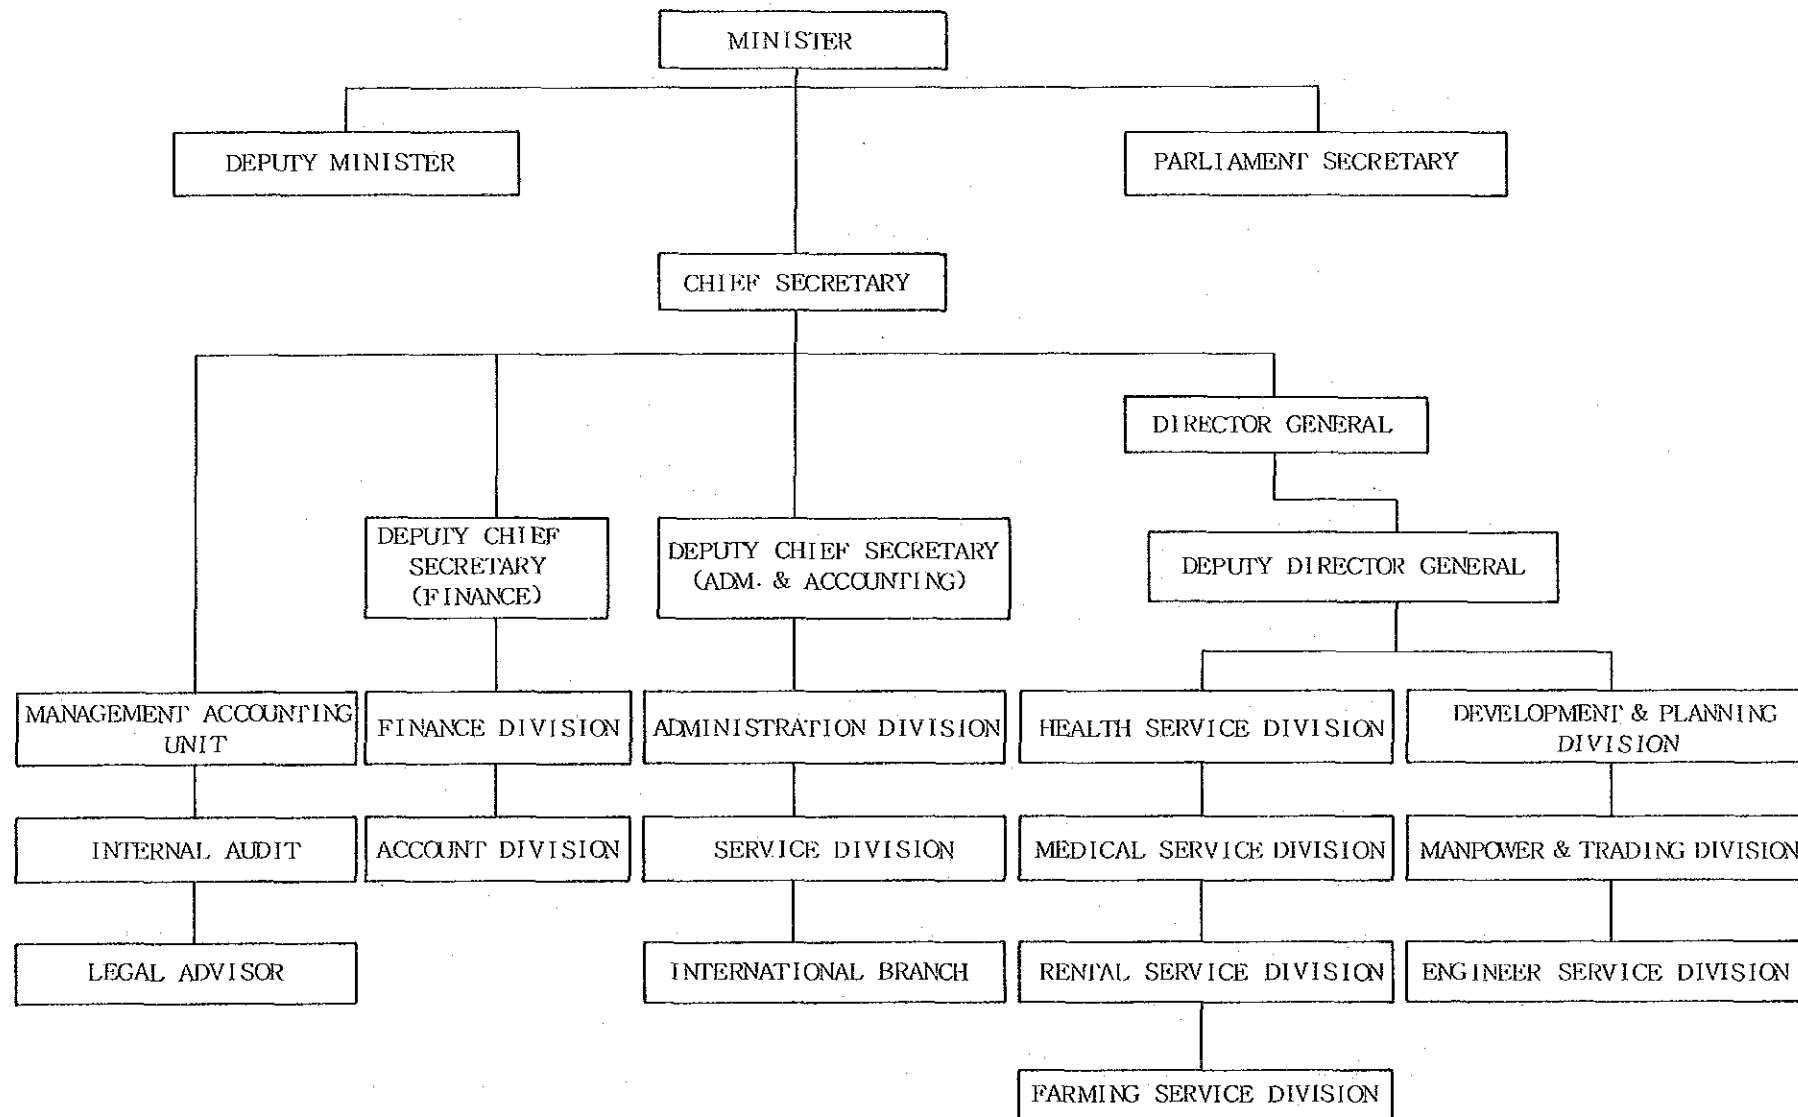 MINISTER
DEPUTY MINISTER
PARLIAMENT SECRETARY
CHIEF SECRETARY
DIRECTOR GENERAL
DEPUTY CHIEF
SECRETARY
(FINANCE)
DEPUTY CHIEF SECRETARY
(ADM. & ACCOUNTING)
DEPUTY DIRECTOR GENERAL
MANAGEMENT ACCOUNTING
UNIT
FINANCE DIVISION
ADMINISTRATION DIVISION
HEALTH SERVICE DIVISION
DEVELOPMENT & PLANNING
DIVISION
INTERNAL AUDIT
ACCOUNT DIVISION
SERVICE DIVISION
MEDICAL SERVICE DIVISION
MANPOWER & TRADING DIVISION
LEGAL ADVISOR
INTERNATIONAL BRANCH
RENTAL SERVICE DIVISION
ENGINEER SERVICE DIVISION
FARMING SERVICE DIVISION